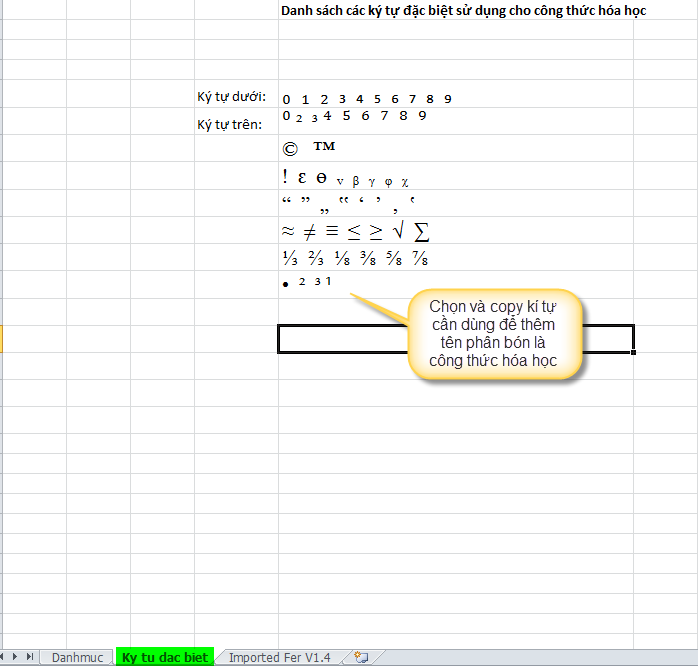 Danh sách các ký tự đặc biệt sử dụng cho công thức hóa học
Ký tự dưới: 0 1 2 3 4 5 6 7 8 9
Ký tự trên: 0 2 3 4 5 6 7 8 9
© ™
! ε ɵ ᵥ ᵦ ᵧ ᵩ ᵪ
“ ” „ ‟ ‘ ’ ‚ ‛
≈ ≠ ≡ ≤ ≥ √ ∑
⅓ ⅔ ⅛ ⅜ ⅝ ⅞
• ² ³ ¹
Chọn và copy kí tự
cần dùng để thêm
tên phân bón là
công thức hóa học
Danhmuc Ky tu dac biet Imported Fer V1.4